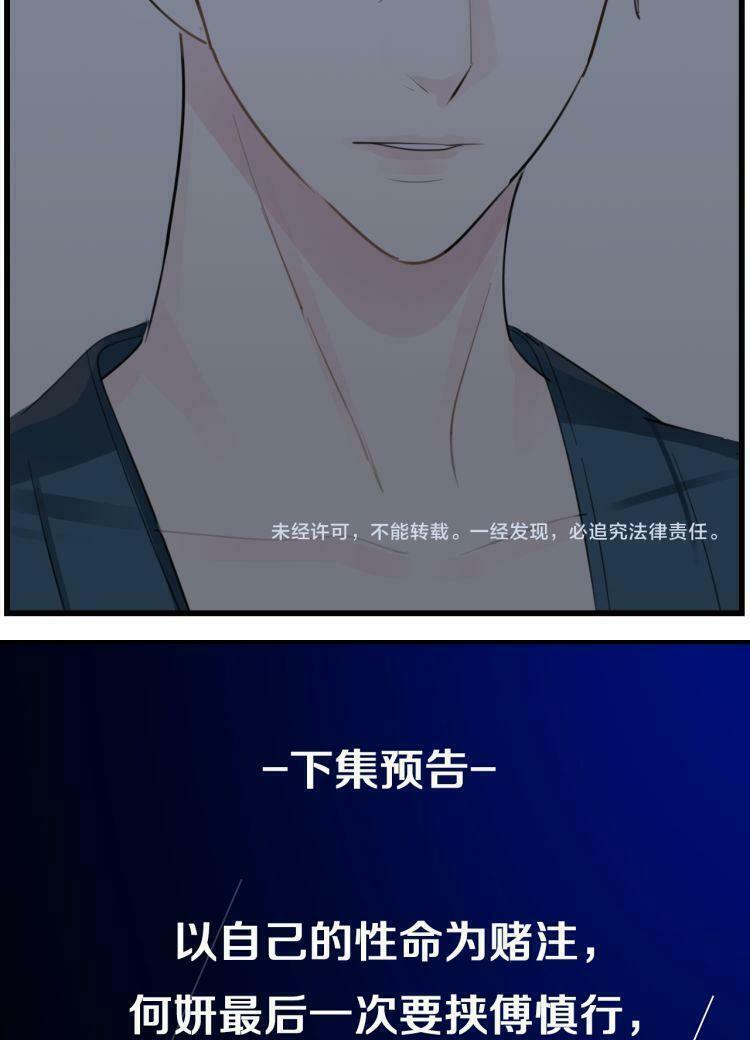 未经许可，不能转载。一经发现，必追究法律责任。
-下集预告-
以自己的性命为赌注，
何妍最后一次要挟傅慎行，